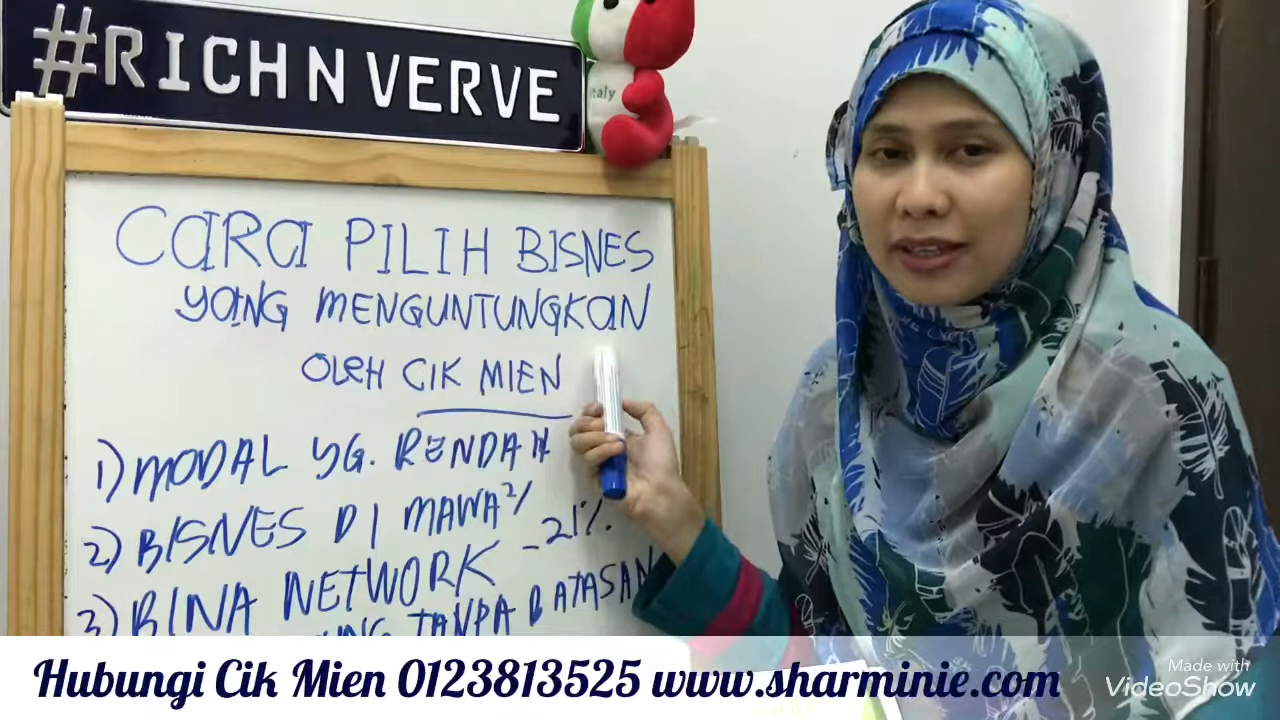 #RICHNVERVE
Italy
CARA PILIH BISNES
YANG MENGUNTUNGKAN
OLEH CIK MIEN
1) MODAL YG. RENDAH
2) BISNES DI MAWA2/
3) BINA NETWORK - 21%.
TANPA BATASAN
Hubungi Cik Mien 0123813525 www.sharminie.com
Made with
VideoShow